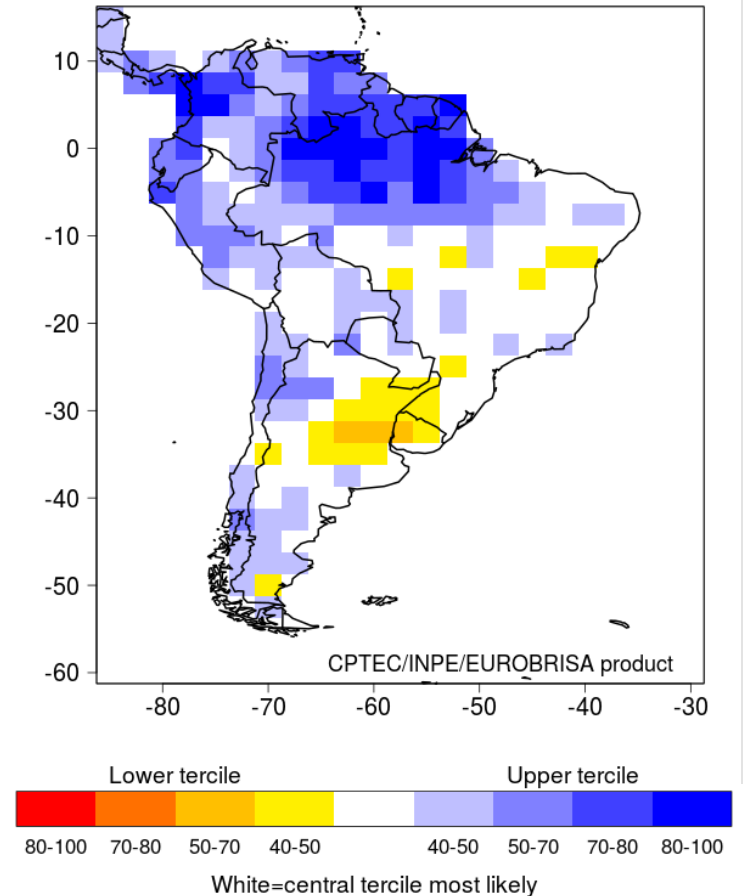 10
0
-10
-20
-30
-40
-50
-60
CPTEC/INPE/EUROBRISA product
-80 -70 -60 -50 -40 -30
Lower tercile Upper tercile
80-100 70-80 50-70 40-50 40-50 50-70 70-80 80-100
White=central tercile most likely